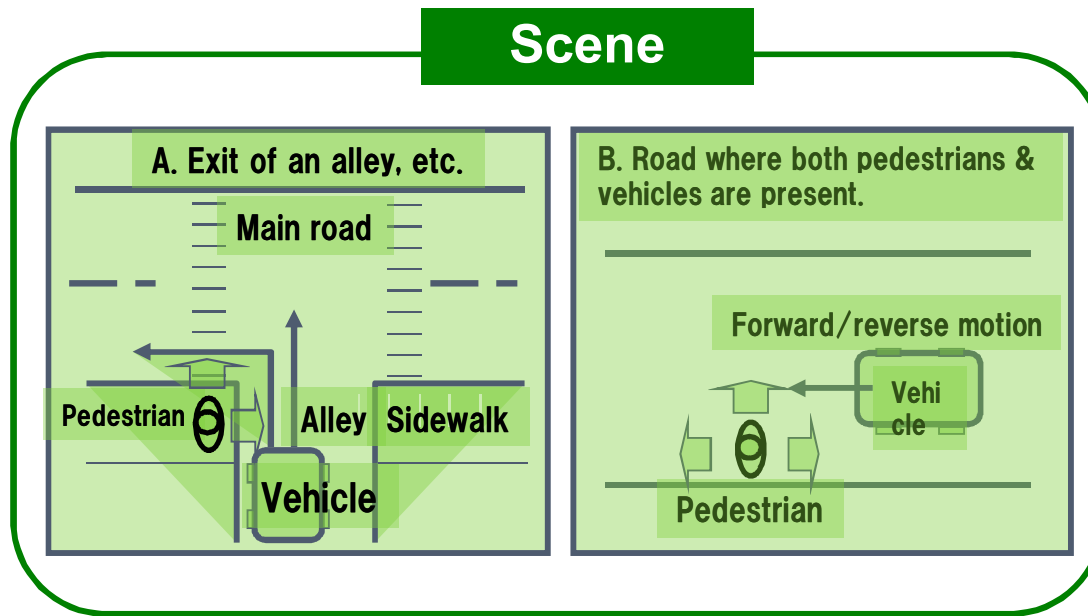 Scene
A. Exit of an alley, etc.
Main road
Pedestrian
Alley
Sidewalk
Vehicle
B. Road where both pedestrians &
vehicles are present.
Forward/reverse motion
Vehi
cle
Pedestrian